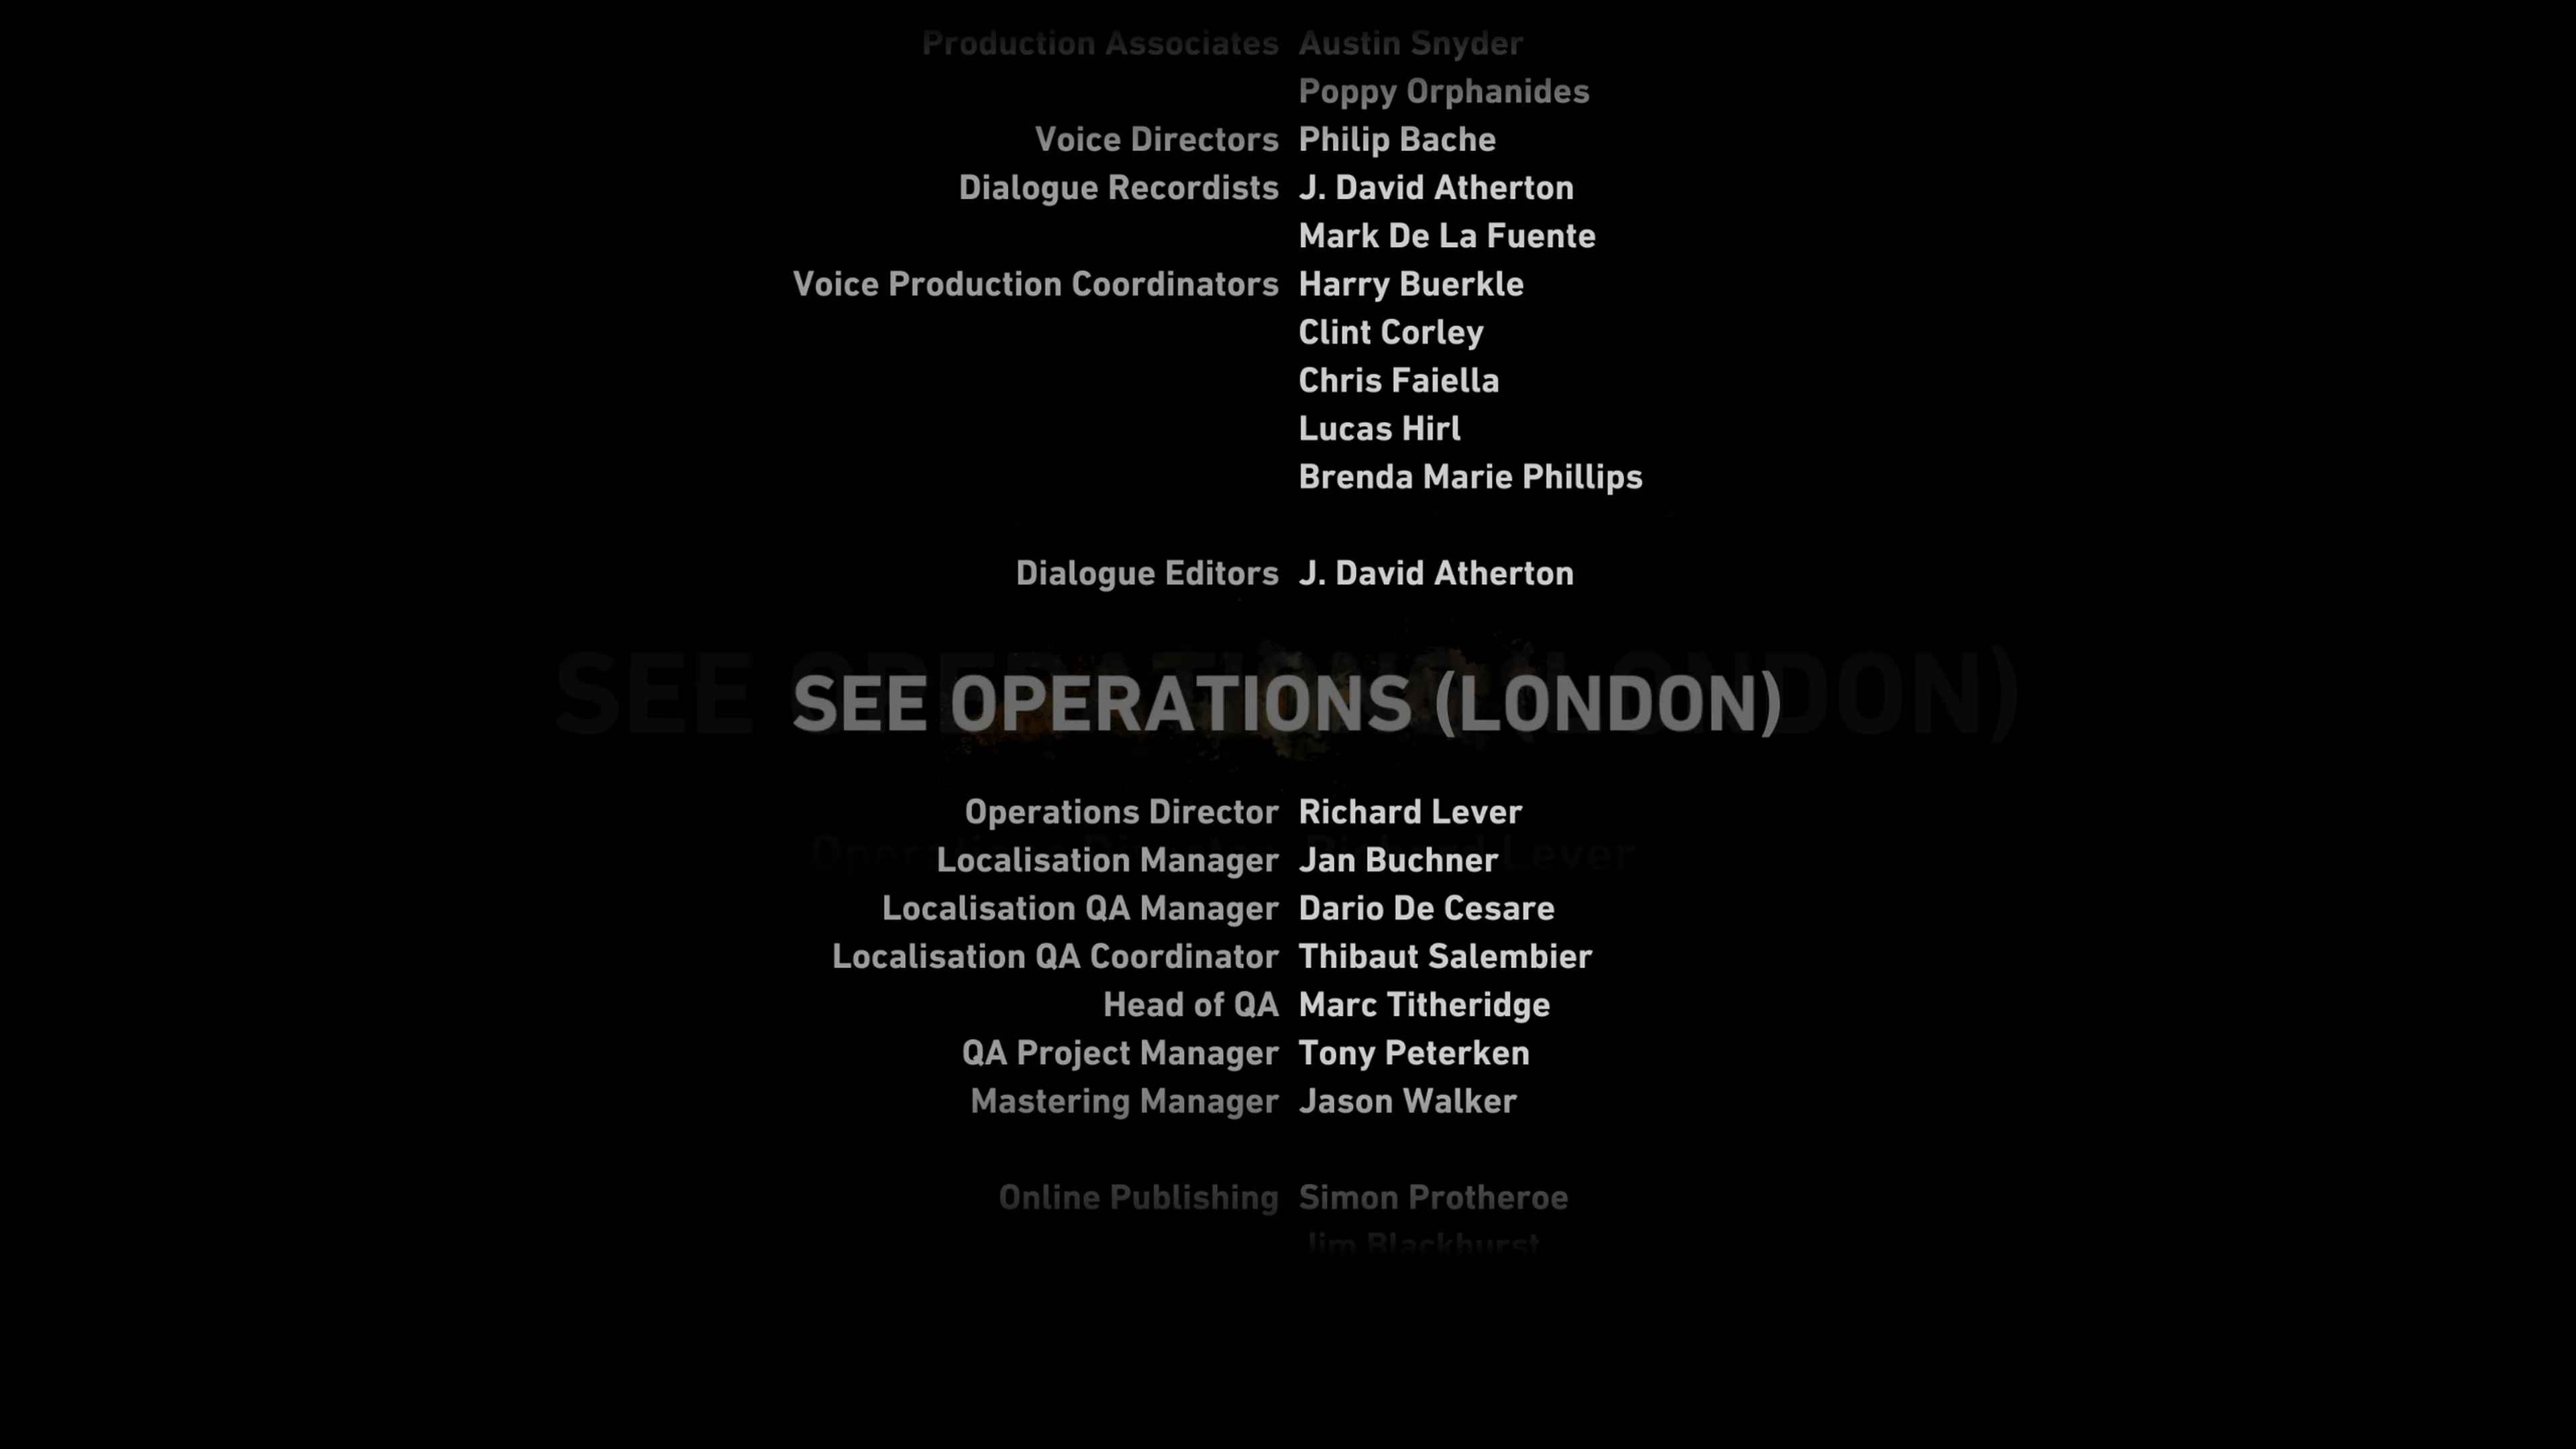 Production Associates Austin Snyder
Poppy Orphanides
Voice Directors Philip Bache
Dialogue Recordists J. David Atherton
Mark De La Fuente
Voice Production Coordinators Harry Buerkle
Clint Corley
Chris Faiella
Lucas Hirl
Brenda Marie Phillips
Dialogue Editors J. David Atherton
SEE OPERATIONS (LONDON)
Operations Director Richard Lever
Localisation Manager Jan Buchner
Localisation QA Manager Dario De Cesare
Localisation QA Coordinator Thibaut Salembier
Head of QA Marc Titheridge
QA Project Manager Tony Peterken
Mastering Manager Jason Walker
Online Publishing Simon Protheroe
Jim Blackhurst